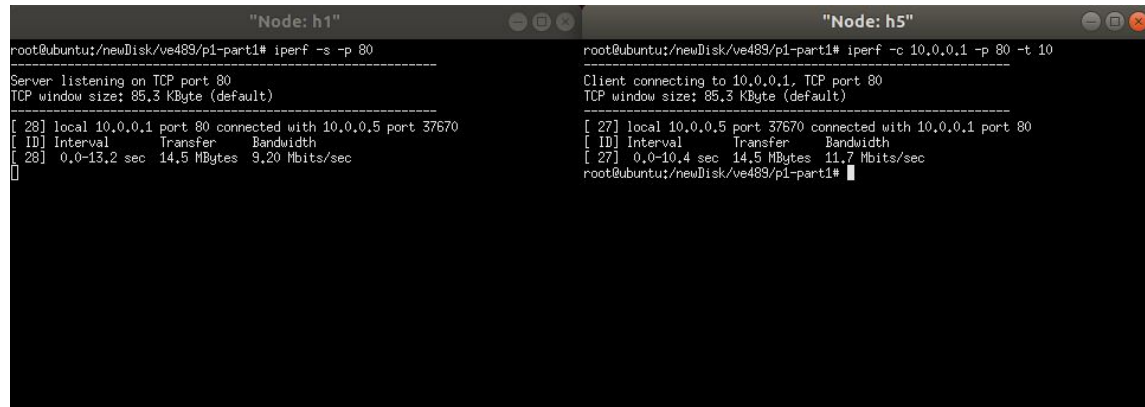 "Node: h1"
root@ubuntu:/newDisk/ve489/p1-part1# iperf -s -p 80
------------------------------------------------------------
Server listening on TCP port 80
TCP window size: 85.3 KByte (default)
------------------------------------------------------------
[ 28] local 10.0.0.1 port 80 connected with 10.0.0.5 port 37670
[ ID] Interval       Transfer     Bandwidth
[ 28]  0.0-13.2 sec  14.5 MBytes  9.20 Mbits/sec
"Node: h5"
root@ubuntu:/newDisk/ve489/p1-part1# iperf -c 10.0.0.1 -p 80 -t 10
------------------------------------------------------------
Client connecting to 10.0.0.1, TCP port 80
TCP window size: 85.3 KByte (default)
------------------------------------------------------------
[ 27] local 10.0.0.5 port 37670 connected with 10.0.0.1 port 80
[ ID] Interval       Transfer     Bandwidth
[ 27]  0.0-10.4 sec  14.5 MBytes  11.7 Mbits/sec
root@ubuntu:/newDisk/ve489/p1-part1#